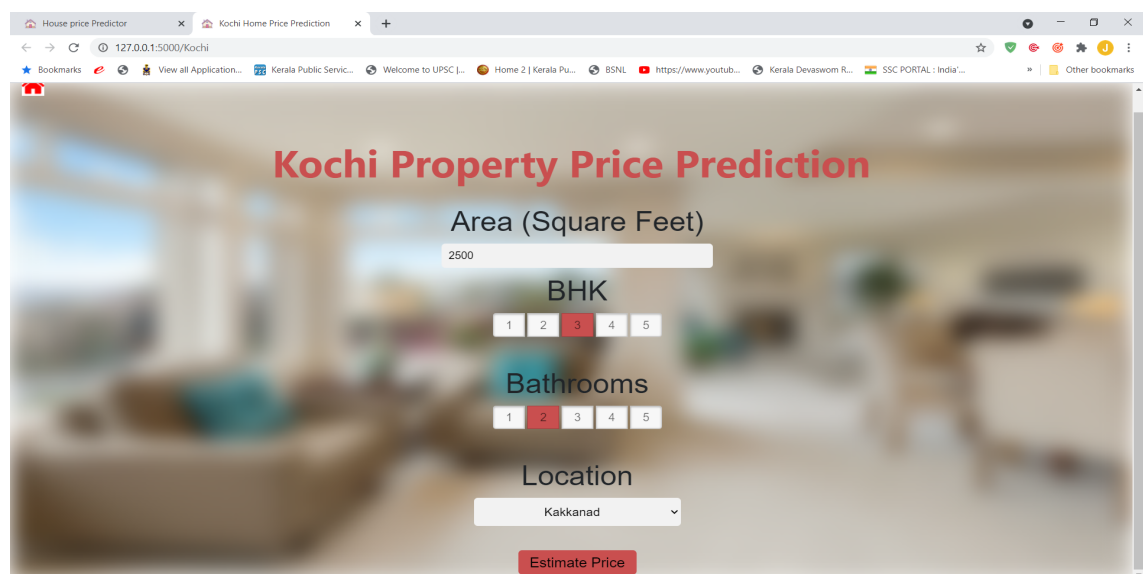 House price Predictor
Kochi Home Price Prediction
127.0.0.1:5000/Kochi
Bookmarks View all Application... Kerala Public Servic... Welcome to UPSC |... Home 2 | Kerala Pu... BSNL https://www.youtub... Kerala Devaswom R... SSC PORTAL : India'... » Other bookmarks
Kochi Property Price Prediction
Area (Square Feet)
2500
BHK
1 2 3 4 5
Bathrooms
1 2 3 4 5
Location
Kakkanad
Estimate Price